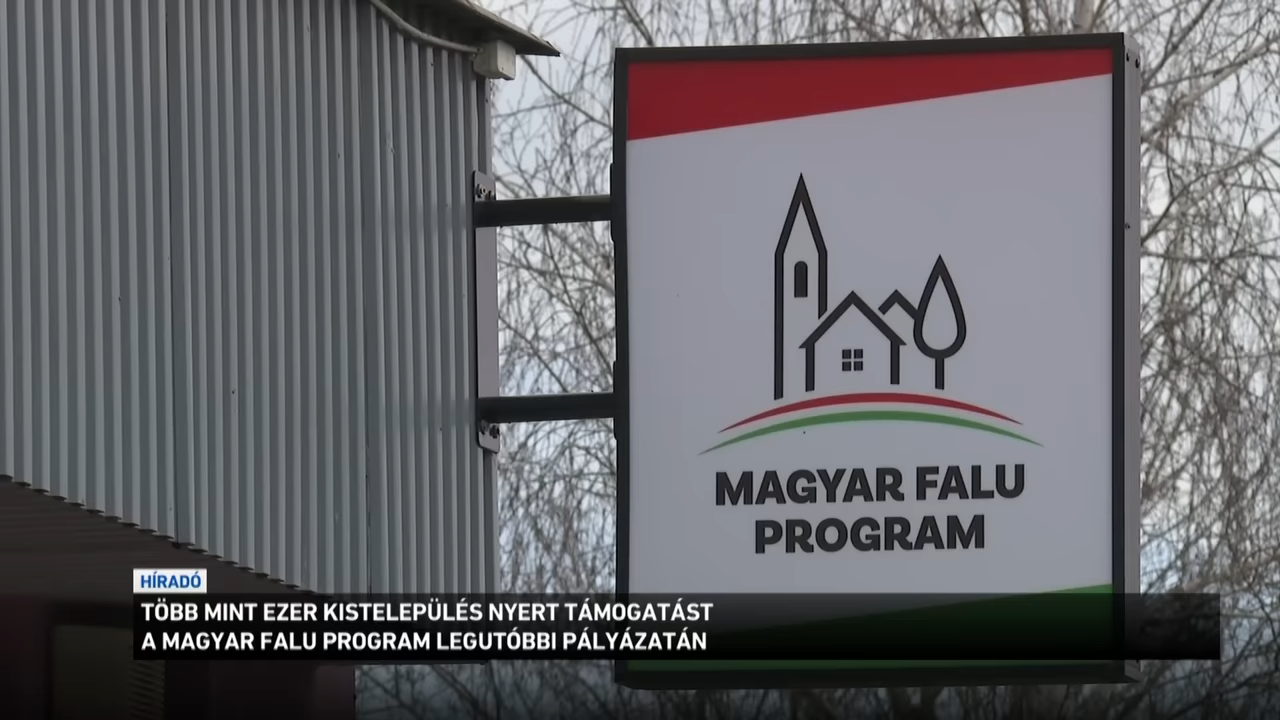 MAGYAR FALU
PROGRAM
HÍRADÓ
TÖBB MINT EZER KISTELEPÜLÉS NYERT TÁMOGATÁST
A MAGYAR FALU PROGRAM LEGUTÓBBI PÁLYÁZATÁN